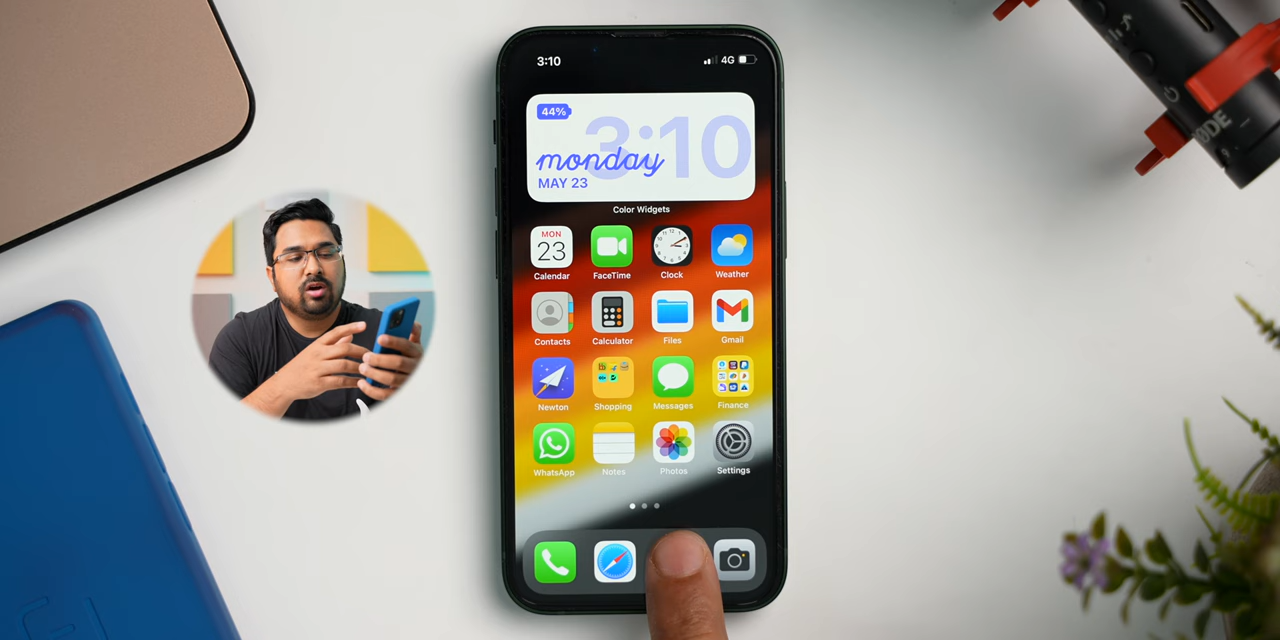 3:10
4G
44%
3:10
monday
MAY 23
Color Widgets
MON
23
Calendar
FaceTime
Clock
Weather
Contacts
Calculator
Files
Gmail
Newton
Shopping
Messages
Finance
WhatsApp
Notes
Photos
Settings
RODE